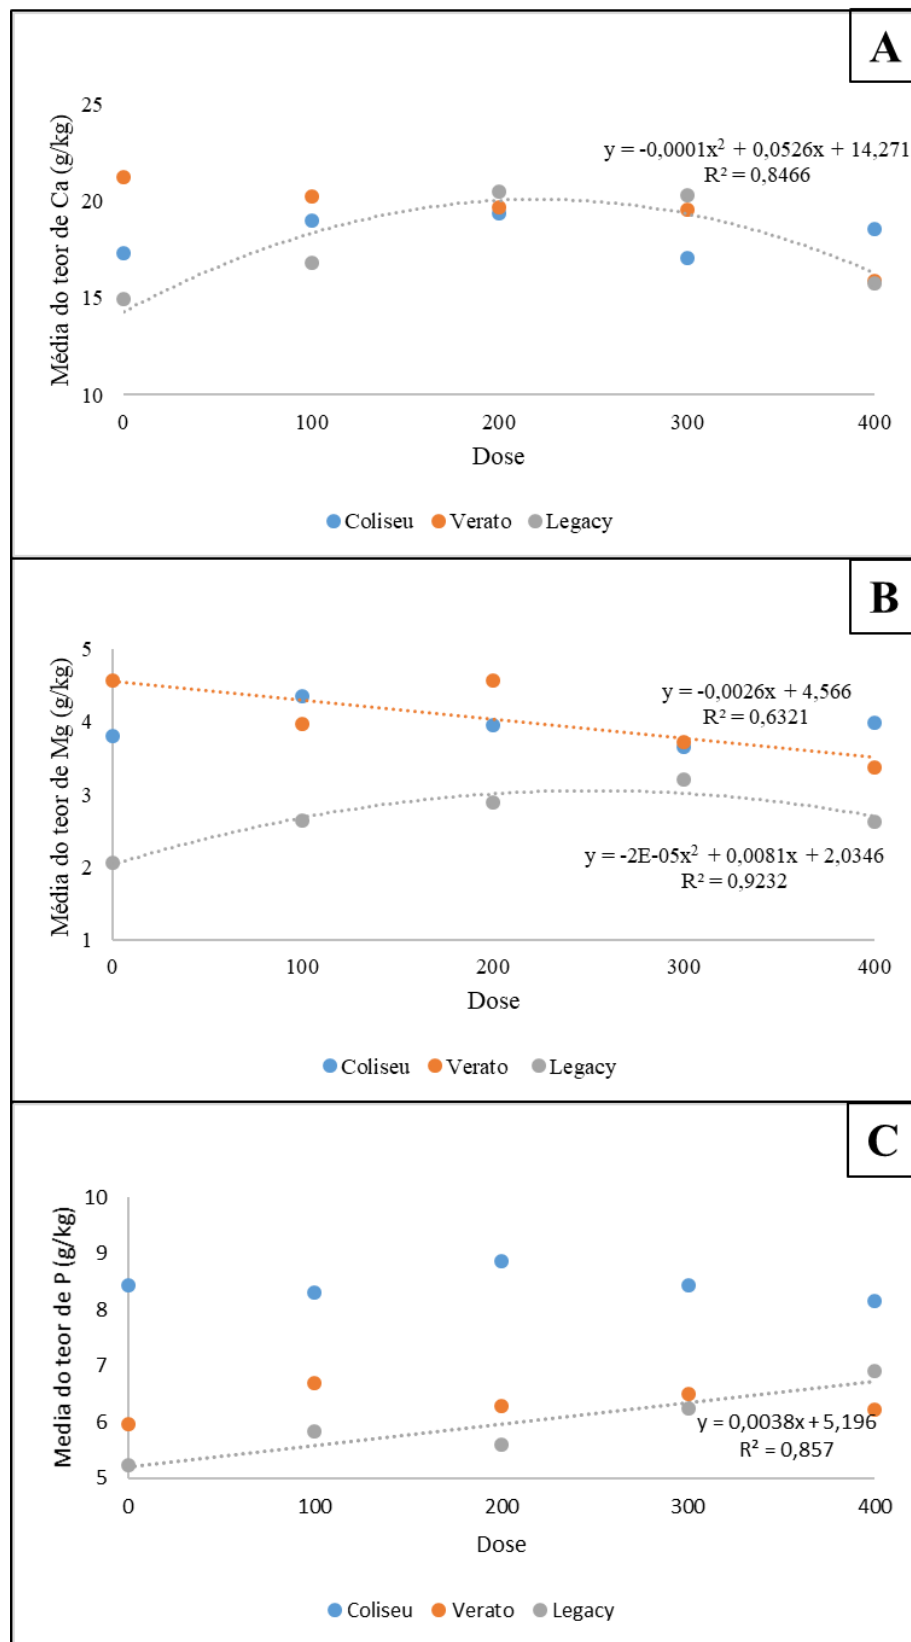 A
Média do teor de Ca (g/kg)
25
20
15
10
y = -0,0001x² + 0,0526x + 14,271
R² = 0,8466
0 100 200 300 400
Dose
Coliseu Verato Legacy
B
Média do teor de Mg (g/kg)
5
4
3
2
1
y = -0,0026x + 4,566
R² = 0,6321
y = -2E-05x² + 0,0081x + 2,0346
R² = 0,9232
0 100 200 300 400
Dose
Coliseu Verato Legacy
C
Media do teor de P (g/kg)
10
9
8
7
6
5
y = 0,0038x + 5,196
R² = 0,857
0 100 200 300 400
Dose
Coliseu Verato Legacy